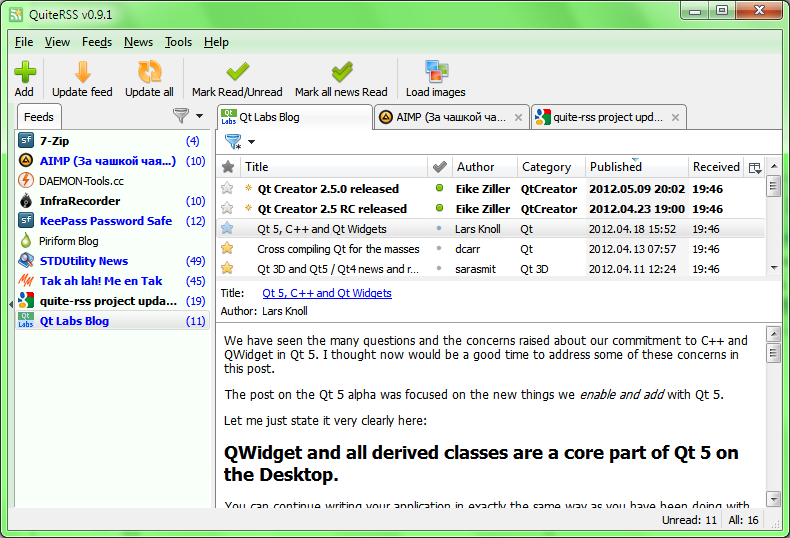 QuiteRSS v0.9.1
File View Feeds News Tools Help
Add Update feed Update all Mark Read/Unread Mark all news Read Load images
Feeds
sf 7-Zip (4)
AIMP (За чашкой чая...) (10)
DAEMON-Tools.cc
InfraRecorder (10)
sf KeePass Password Safe (12)
Piriform Blog
STDUtility News (49)
Tak ah lah! Me en Tak (45)
quite-rss project upda... (19)
Qt Labs Qt Labs Blog (11)
Qt Labs Qt Labs Blog
AIMP (За чашкой ча...
quite-rss project upd...
Title Author Category Published Received
Qt Creator 2.5.0 released Eike Ziller QtCreator 2012.05.09 20:02 19:46
Qt Creator 2.5 RC released Eike Ziller QtCreator 2012.04.23 19:00 19:46
Qt 5, C++ and Qt Widgets Lars Knoll Qt 2012.04.18 15:52 19:46
Cross compiling Qt for the masses dcarr Qt 2012.04.13 07:57 19:46
Qt 3D and Qt5 / Qt4 news and r... sarasmit Qt 3D 2012.04.11 12:24 19:46
Title: Qt 5, C++ and Qt Widgets
Author: Lars Knoll
We have seen the many questions and the concerns raised about our commitment to C++ and
QWidget in Qt 5. I thought now would be a good time to address some of these concerns in
this post.
The post on the Qt 5 alpha was focused on the new things we enable and add with Qt 5.
Let me just state it very clearly here:
QWidget and all derived classes are a core part of Qt 5 on
the Desktop.
You can continue writing your application in exactly the same way as you have been doing with
Unread: 11 All: 16